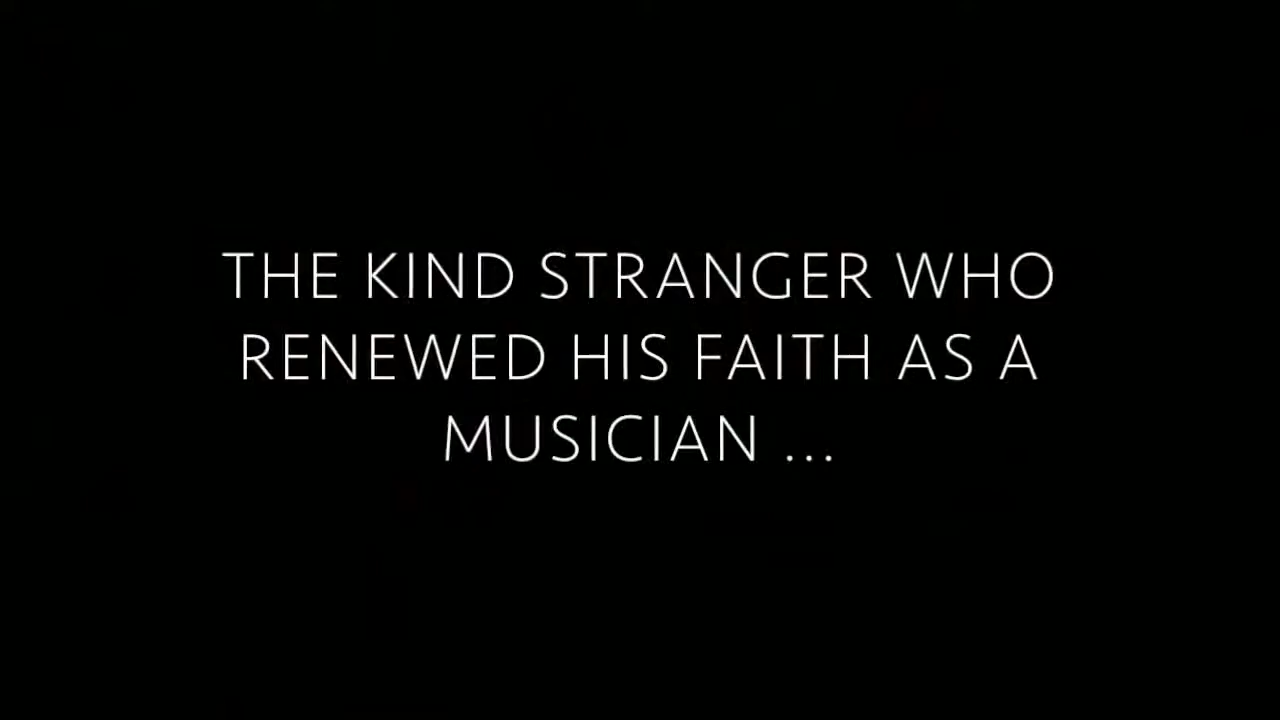 THE KIND STRANGER WHO
RENEWED HIS FAITH AS A
MUSICIAN ...